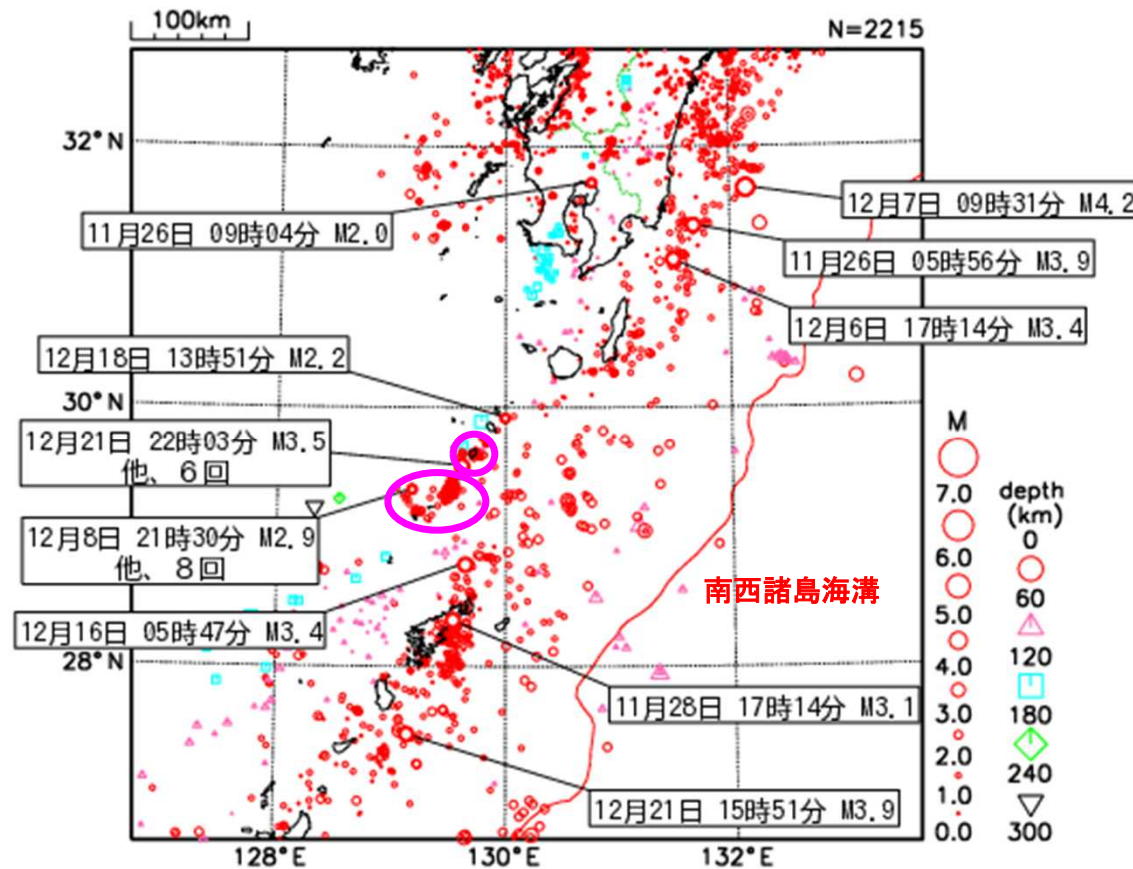 100km
N=2215
32°N
12月7日 09時31分 M4.2
11月26日 09時04分 M2.0
11月26日 05時56分 M3.9
12月6日 17時14分 M3.4
12月18日 13時51分 M2.2
30°N
12月21日 22時03分 M3.5
他、6回
12月8日 21時30分 M2.9
他、8回
南西諸島海溝
12月16日 05時47分 M3.4
28°N
11月28日 17時14分 M3.1
12月21日 15時51分 M3.9
128°E
130°E
132°E
M
7.0
6.0
5.0
4.0
3.0
2.0
1.0
0.0
depth
(km)
0
60
120
180
240
300